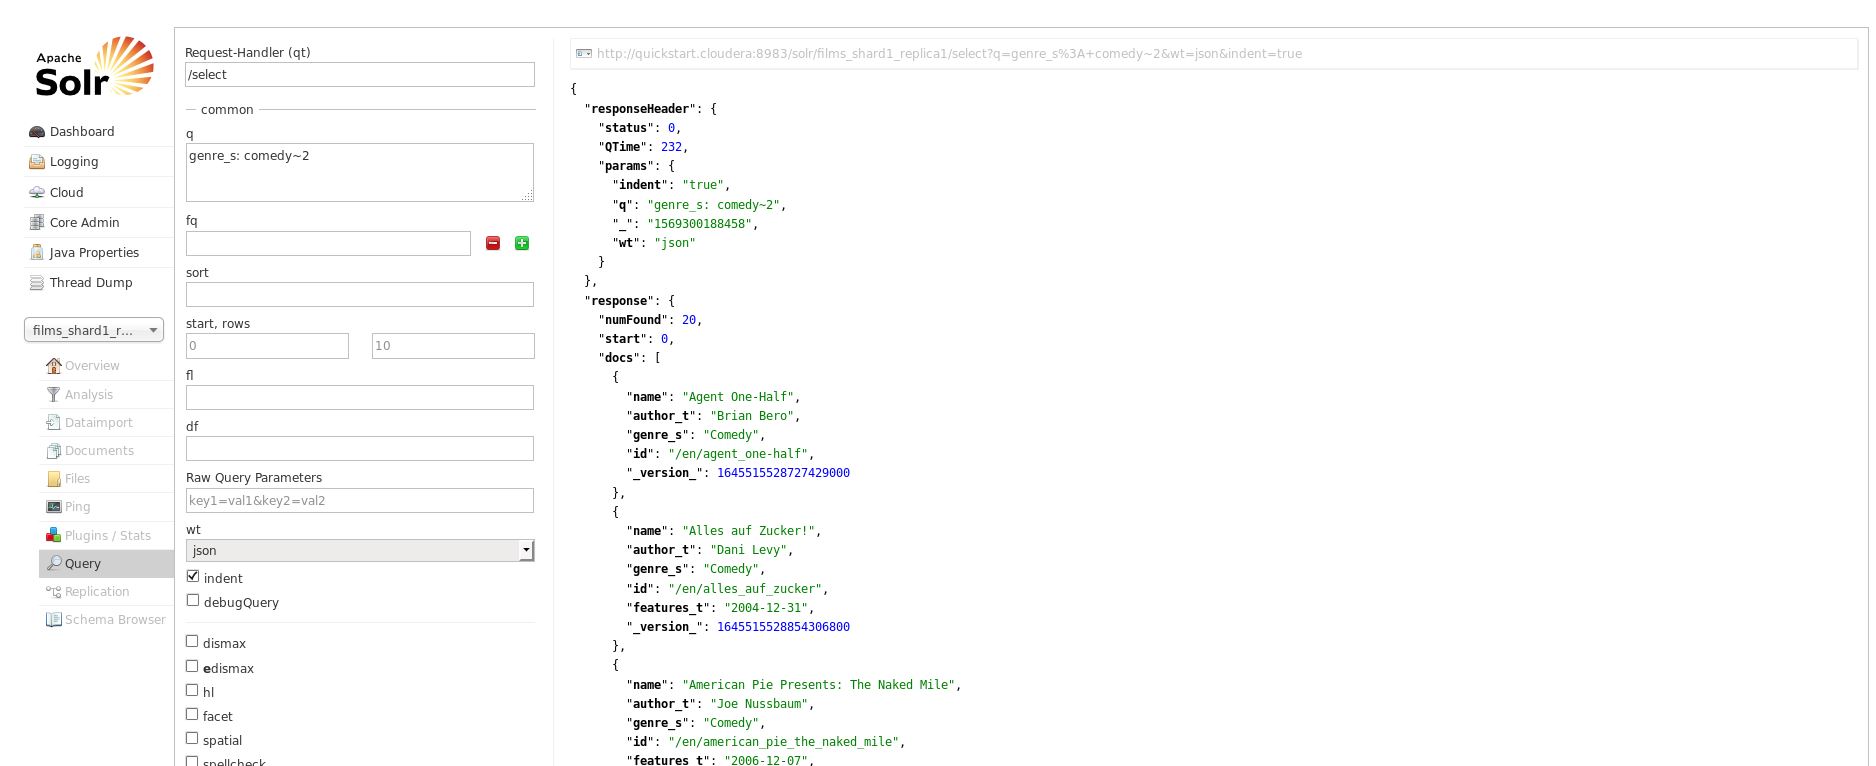 Apache
Solr
Dashboard
Logging
Cloud
Core Admin
Java Properties
Thread Dump
films_shard1_r...
Overview
Analysis
Dataimport
Documents
Files
Ping
Plugins / Stats
Query
Replication
Schema Browser
Request-Handler (qt)
/select
common
q
genre_s: comedy~2
fq
sort
start, rows
0 10
fl
df
Raw Query Parameters
key1=val1&key2=val2
wt
json
indent
debugQuery
dismax
edismax
hl
facet
spatial
spellcheck
http://quickstart.cloudera:8983/solr/films_shard1_replica1/select?q=genre_s%3A+comedy~2&wt=json&indent=true
{
"responseHeader": {
"status": 0,
"QTime": 232,
"params": {
"indent": "true",
"q": "genre_s: comedy~2",
"_": "1569300188458",
"wt": "json"
}
},
"response": {
"numFound": 20,
"start": 0,
"docs": [
{
"name": "Agent One-Half",
"author_t": "Brian Bero",
"genre_s": "Comedy",
"id": "/en/agent_one-half",
"_version_": 1645515528727429000
},
{
"name": "Alles auf Zucker!",
"author_t": "Dani Levy",
"genre_s": "Comedy",
"id": "/en/alles_auf_zucker",
"features_t": "2004-12-31",
"_version_": 1645515528854306800
},
{
"name": "American Pie Presents: The Naked Mile",
"author_t": "Joe Nussbaum",
"genre_s": "Comedy",
"id": "/en/american_pie_the_naked_mile",
"features_t": "2006-12-07",